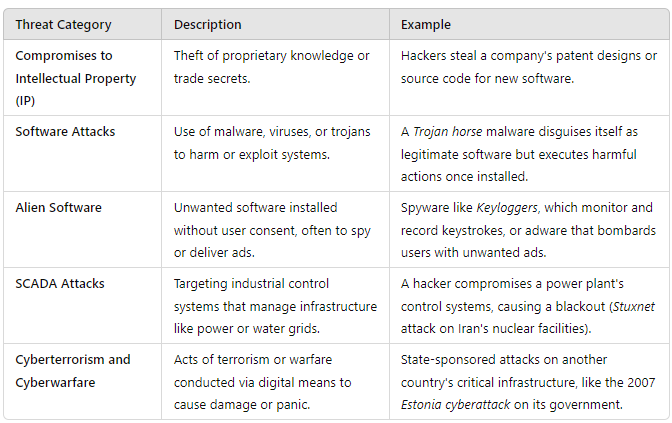 Threat Category Description Example
Compromises to Intellectual Property (IP) Theft of proprietary knowledge or trade secrets. Hackers steal a company's patent designs or source code for new software.
Software Attacks Use of malware, viruses, or trojans to harm or exploit systems. A Trojan horse malware disguises itself as legitimate software but executes harmful actions once installed.
Alien Software Unwanted software installed without user consent, often to spy or deliver ads. Spyware like Keyloggers, which monitor and record keystrokes, or adware that bombards users with unwanted ads.
SCADA Attacks Targeting industrial control systems that manage infrastructure like power or water grids. A hacker compromises a power plant's control systems, causing a blackout (Stuxnet attack on Iran's nuclear facilities).
Cyberterrorism and Cyberwarfare Acts of terrorism or warfare conducted via digital means to cause damage or panic. State-sponsored attacks on another country's critical infrastructure, like the 2007 Estonia cyberattack on its government.